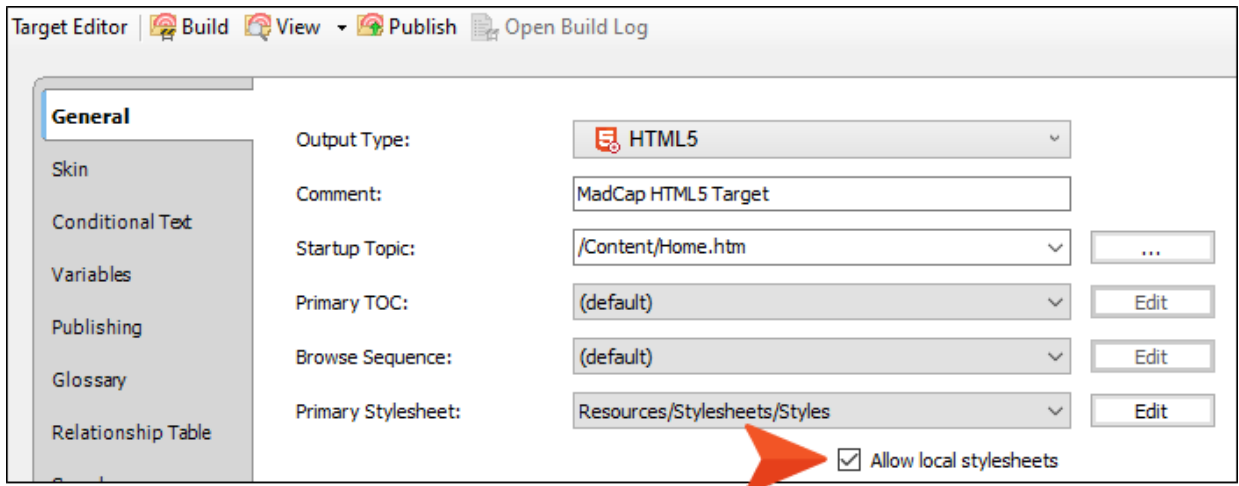 Target Editor Build View Publish Open Build Log
General
Output Type: HTML5
Skin
Comment: MadCap HTML5 Target
Conditional Text
Startup Topic: /Content/Home.htm ...
Variables
Primary TOC: (default) Edit
Publishing
Browse Sequence: (default) Edit
Glossary
Primary Stylesheet: Resources/Stylesheets/Styles Edit
Relationship Table
Allow local stylesheets